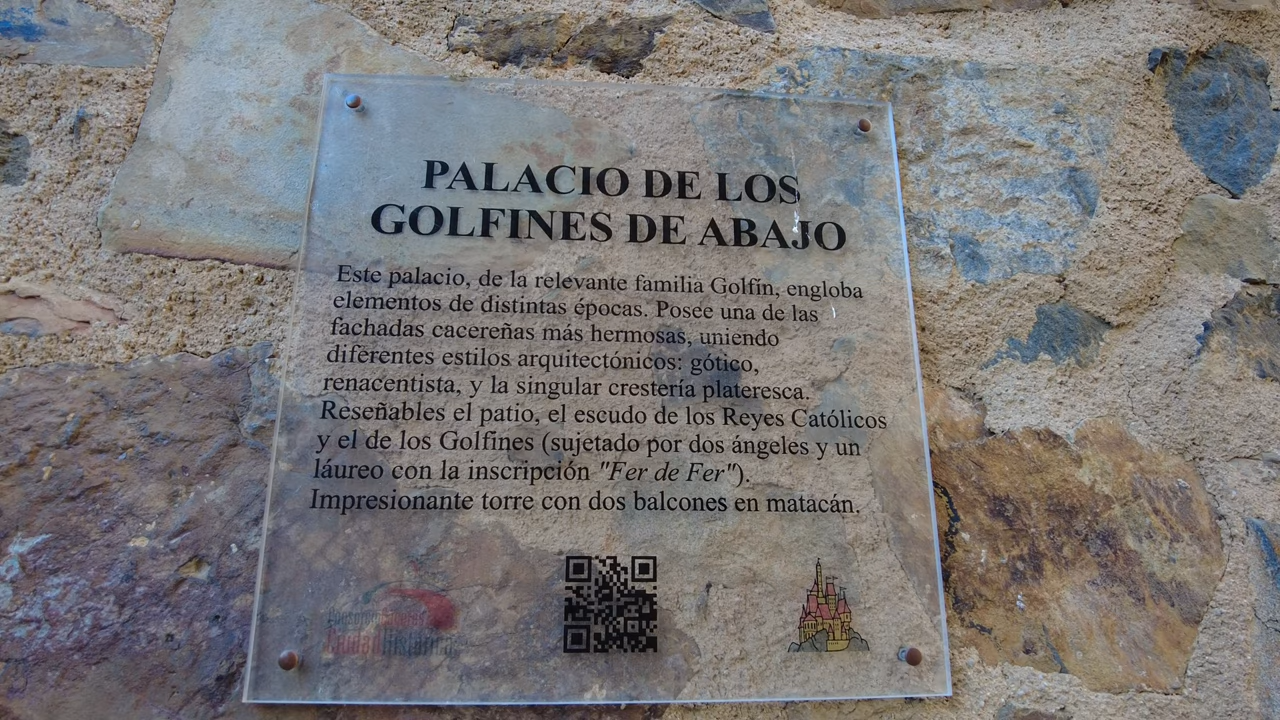 PALACIO DE LOS
GOLFINES DE ABAJO
Este palacio, de la relevante familia Golfín, engloba
elementos de distintas épocas. Posee una de las
fachadas cacereñas más hermosas, uniendo
diferentes estilos arquitectónicos: gótico,
renacentista, y la singular crestería plateresca.
Reseñables el patio, el escudo de los Reyes Católicos
y el de los Golfines (sujetado por dos ángeles y un
láureo con la inscripción "Fer de Fer").
Impresionante torre con dos balcones en matacán.
CiudadHistórica